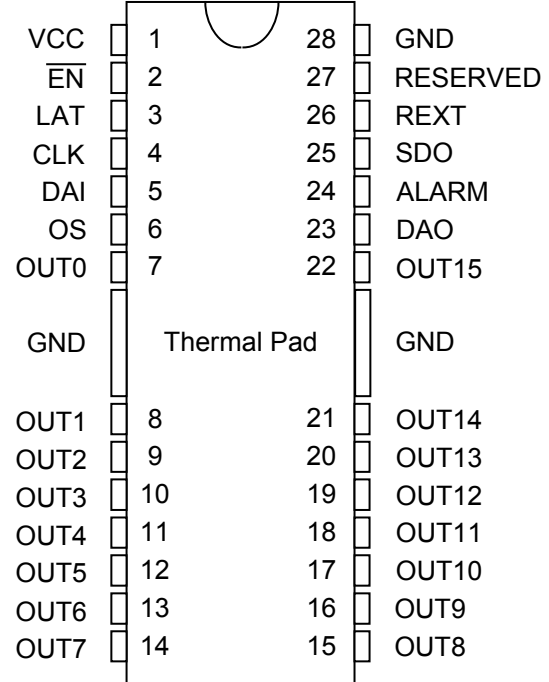 VCC 1 28 GND
EN 2 27 RESERVED
LAT 3 26 REXT
CLK 4 25 SDO
DAI 5 24 ALARM
OS 6 23 DAO
OUT0 7 22 OUT15
GND Thermal Pad GND
OUT1 8 21 OUT14
OUT2 9 20 OUT13
OUT3 10 19 OUT12
OUT4 11 18 OUT11
OUT5 12 17 OUT10
OUT6 13 16 OUT9
OUT7 14 15 OUT8